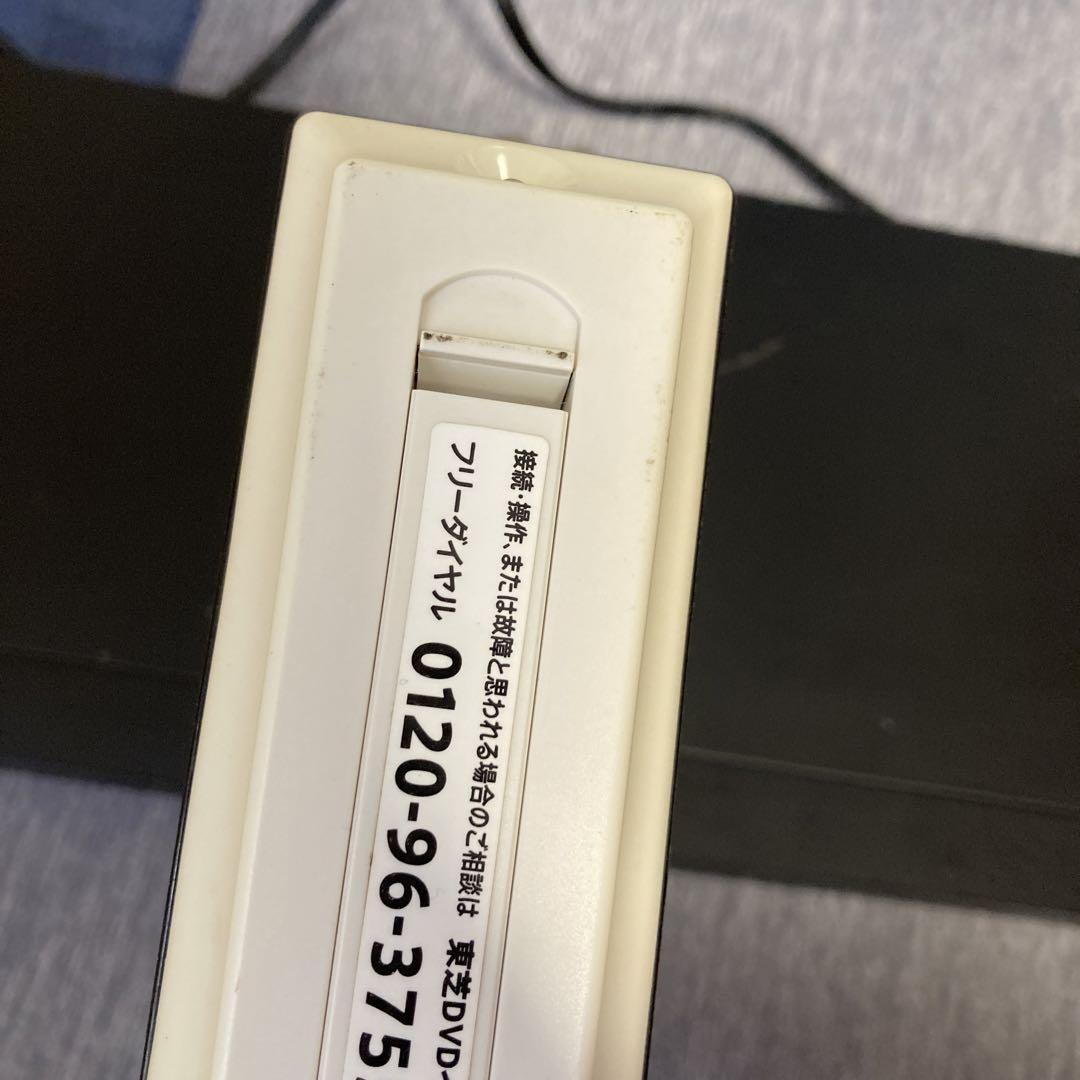 接続・操作、または故障と思われる場合のご相談は 東芝DVD
フリーダイヤル 0120-96-375